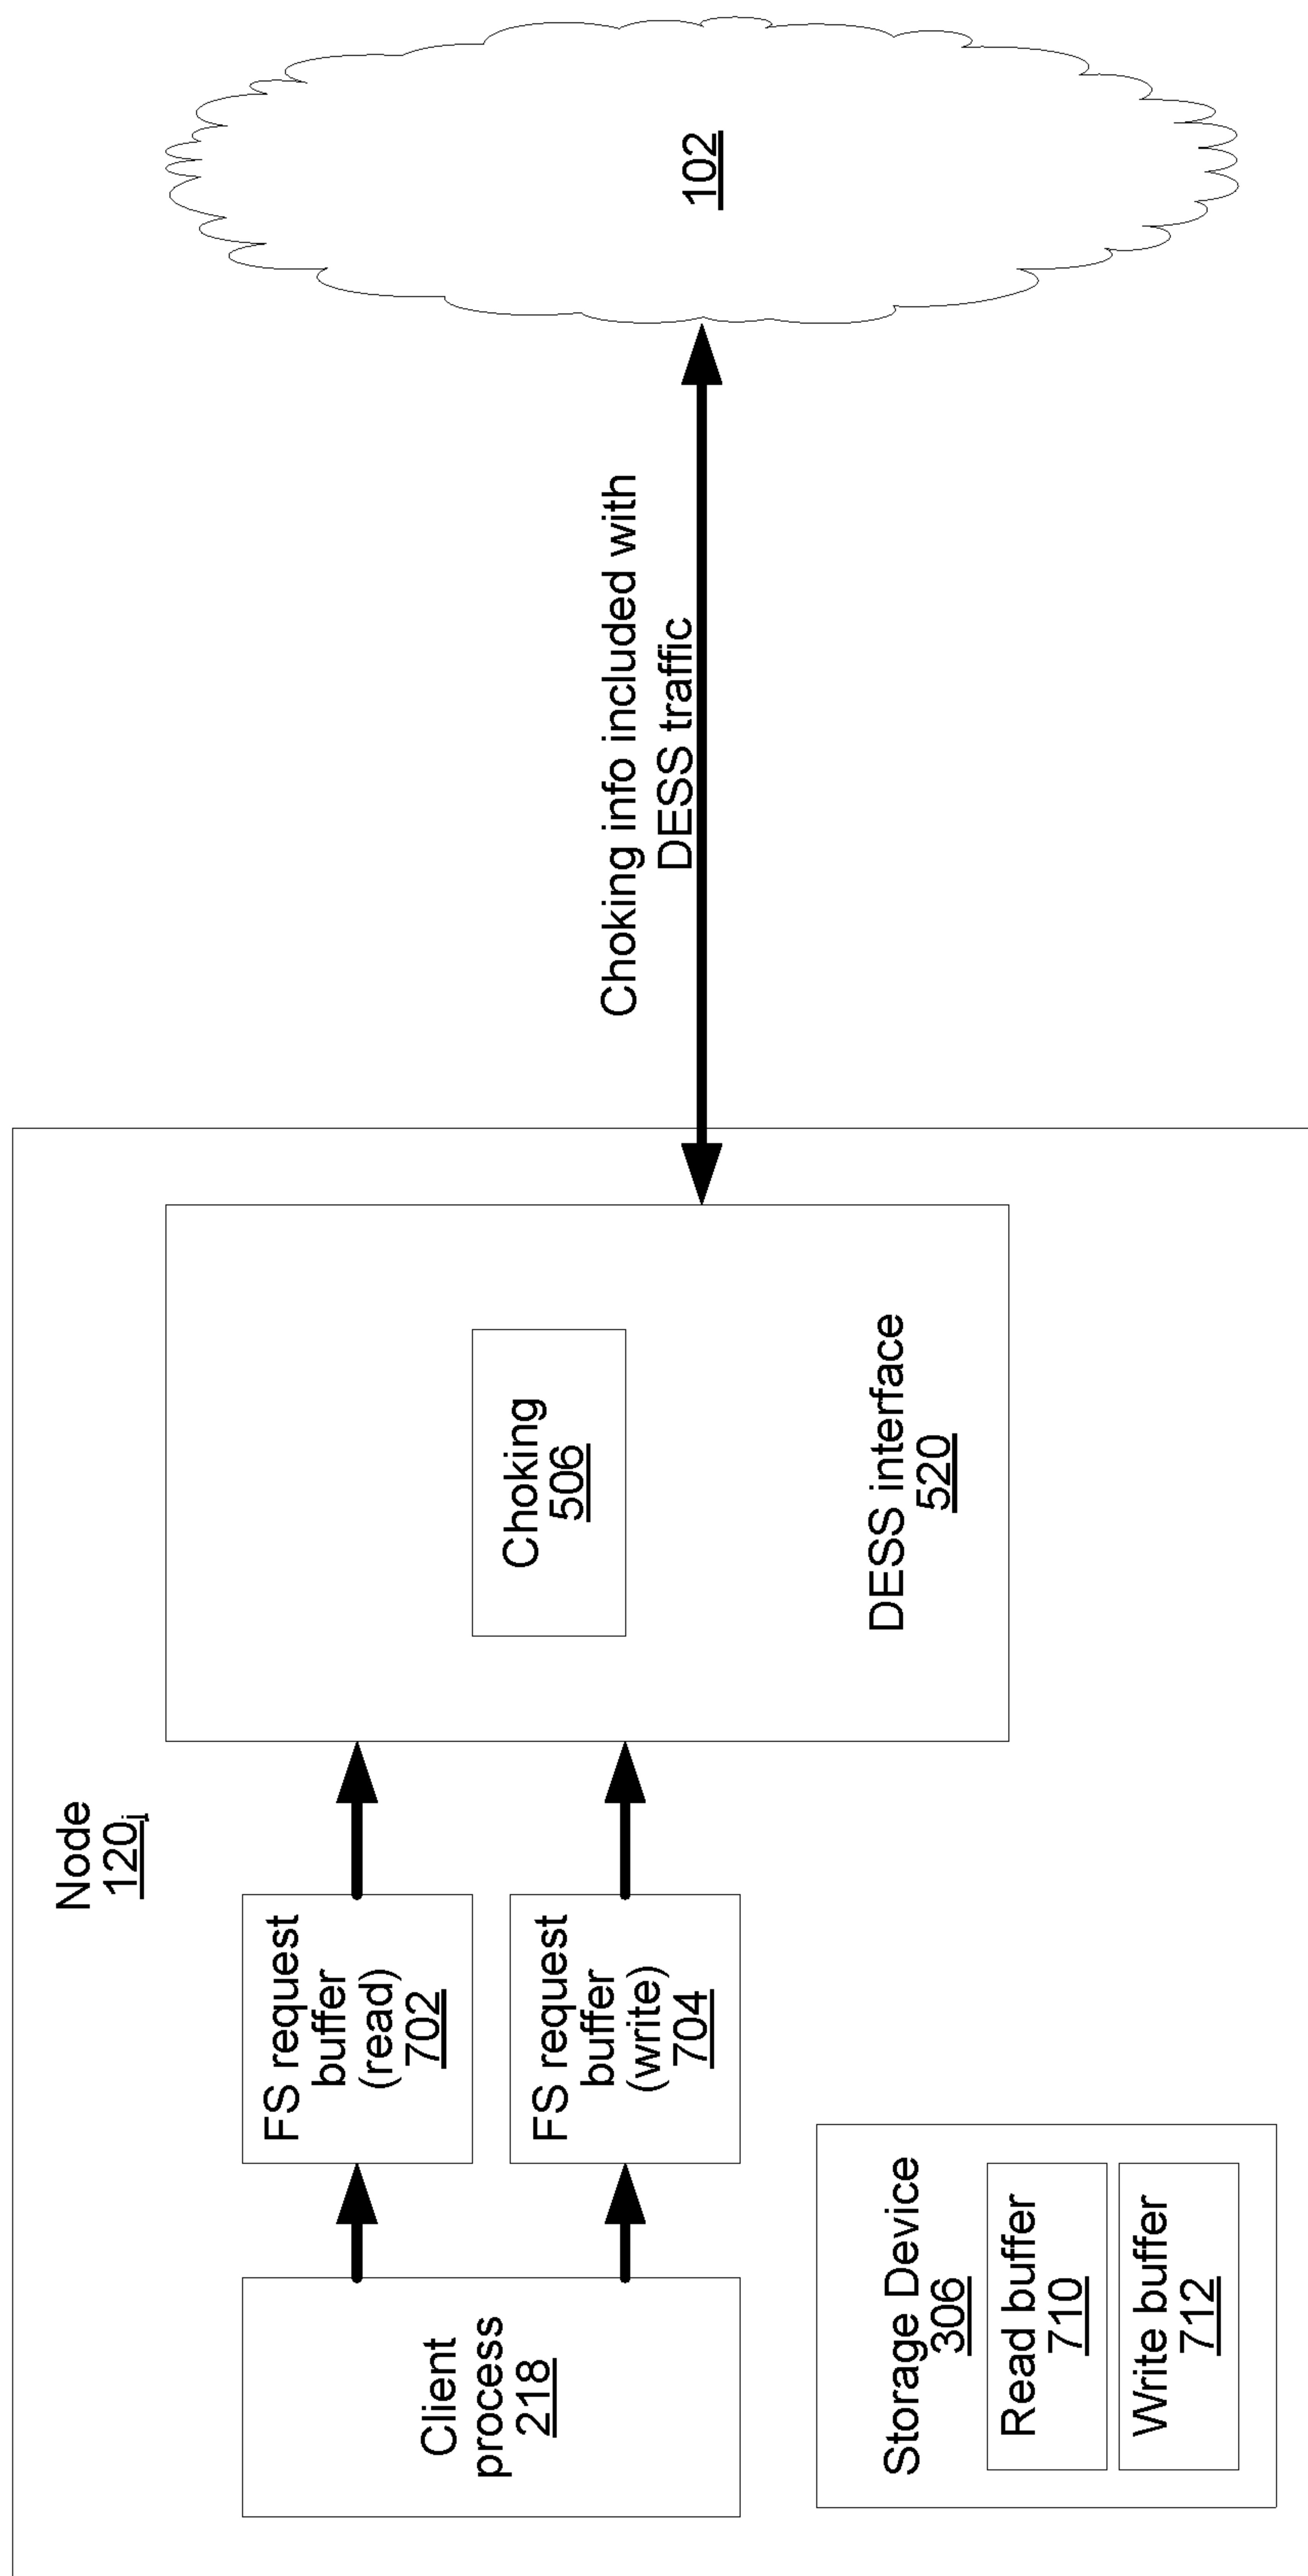 Node
120j
Client
process
218
FS request
buffer
(read)
702
FS request
buffer
(write)
704
Choking
506
DESS interface
520
Choking info included with
DESS traffic
102
Storage Device
306
Read buffer
710
Write buffer
712